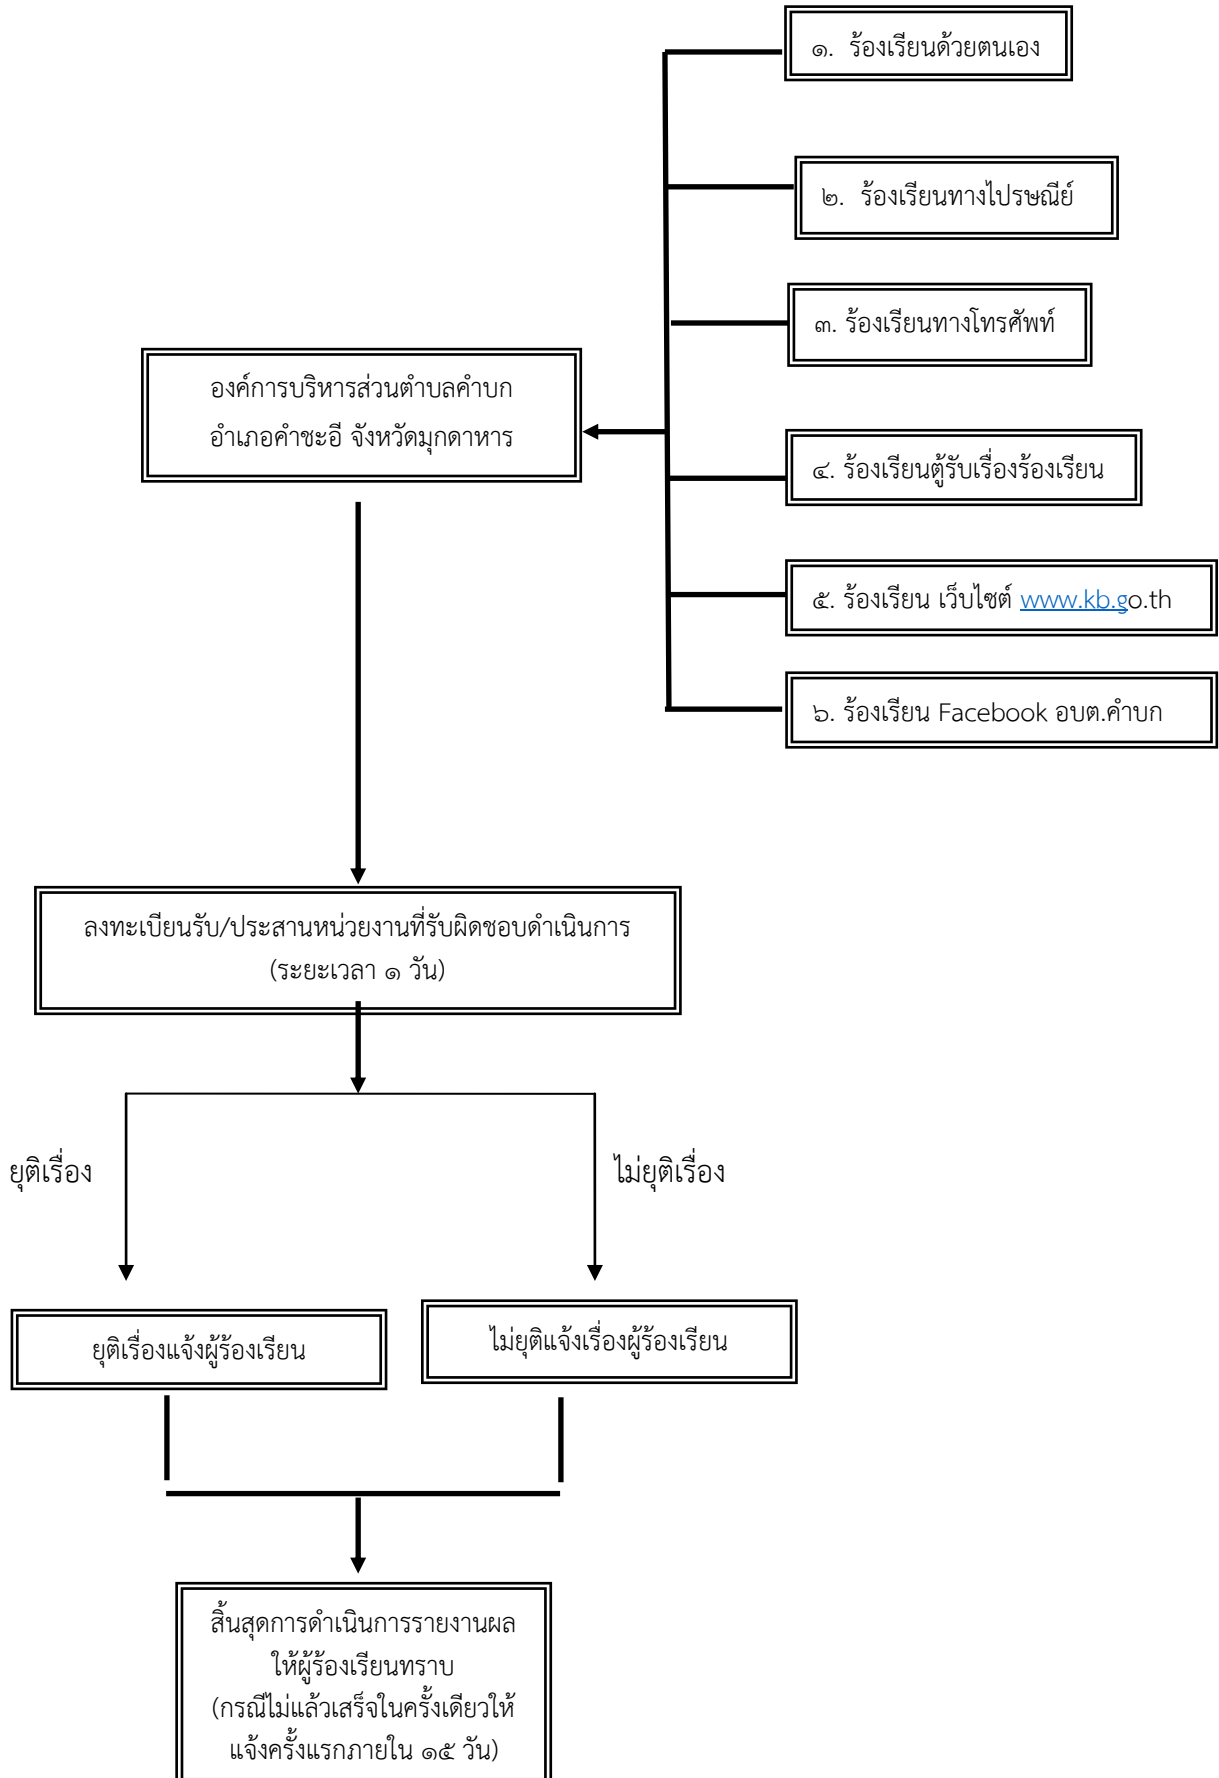 ๑. ร้องเรียนด้วยตนเอง
๒. ร้องเรียนทางไปรษณีย์
๓. ร้องเรียนทางโทรศัพท์
องค์การบริหารส่วนตำบลคำบก
อำเภอคำชะอี จังหวัดมุกดาหาร
๔. ร้องเรียนตู้รับเรื่องร้องเรียน
๕. ร้องเรียน เว็บไซต์ www.kb.go.th
๖. ร้องเรียน Facebook อบต.คำบก
ลงทะเบียนรับ/ประสานหน่วยงานที่รับผิดชอบดำเนินการ
(ระยะเวลา ๑ วัน)
ยุติเรื่อง
ไม่ยุติเรื่อง
ยุติเรื่องแจ้งผู้ร้องเรียน
ไม่ยุติแจ้งเรื่องผู้ร้องเรียน
สิ้นสุดการดำเนินการรายงานผล
ให้ผู้ร้องเรียนทราบ
(กรณีไม่แล้วเสร็จในครั้งเดียวให้
แจ้งครั้งแรกภายใน ๑๕ วัน)